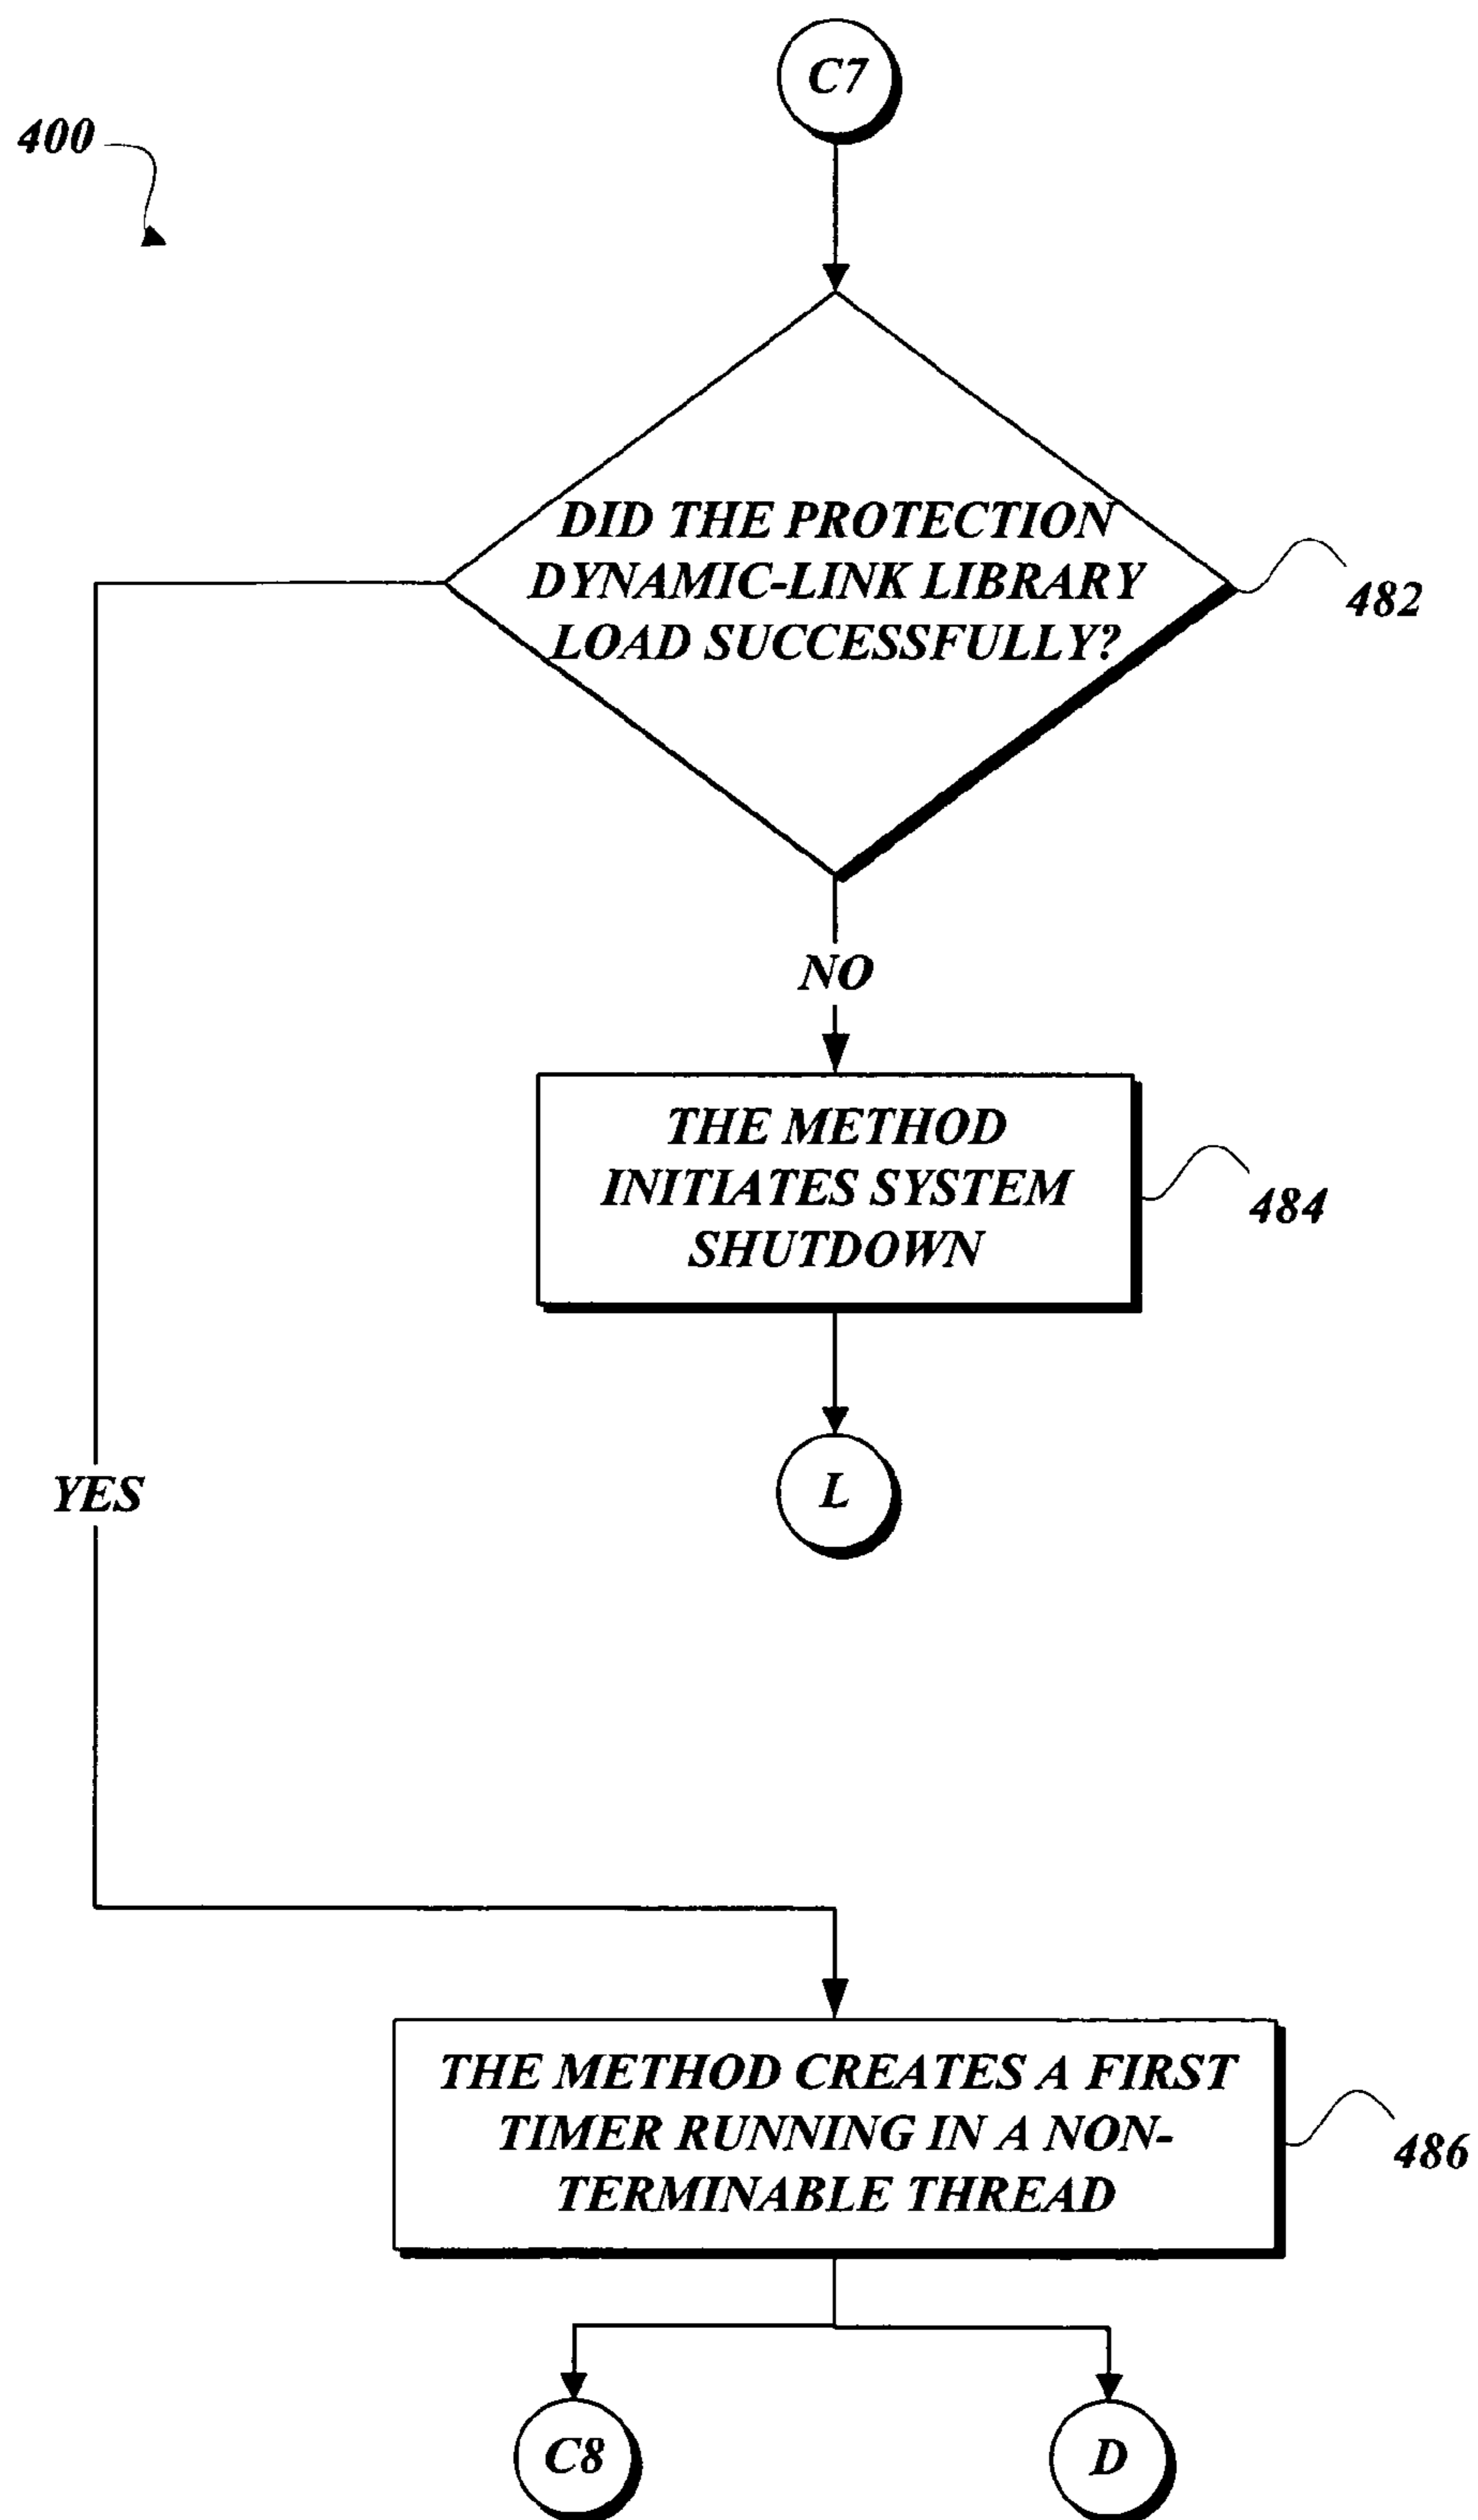 C7
400
DID THE PROTECTION
DYNAMIC-LINK LIBRARY
LOAD SUCCESSFULLY?
482
NO
THE METHOD
INITIATES SYSTEM
SHUTDOWN
484
L
YES
THE METHOD CREATES A FIRST
TIMER RUNNING IN A NON-
TERMINABLE THREAD
486
C8
D